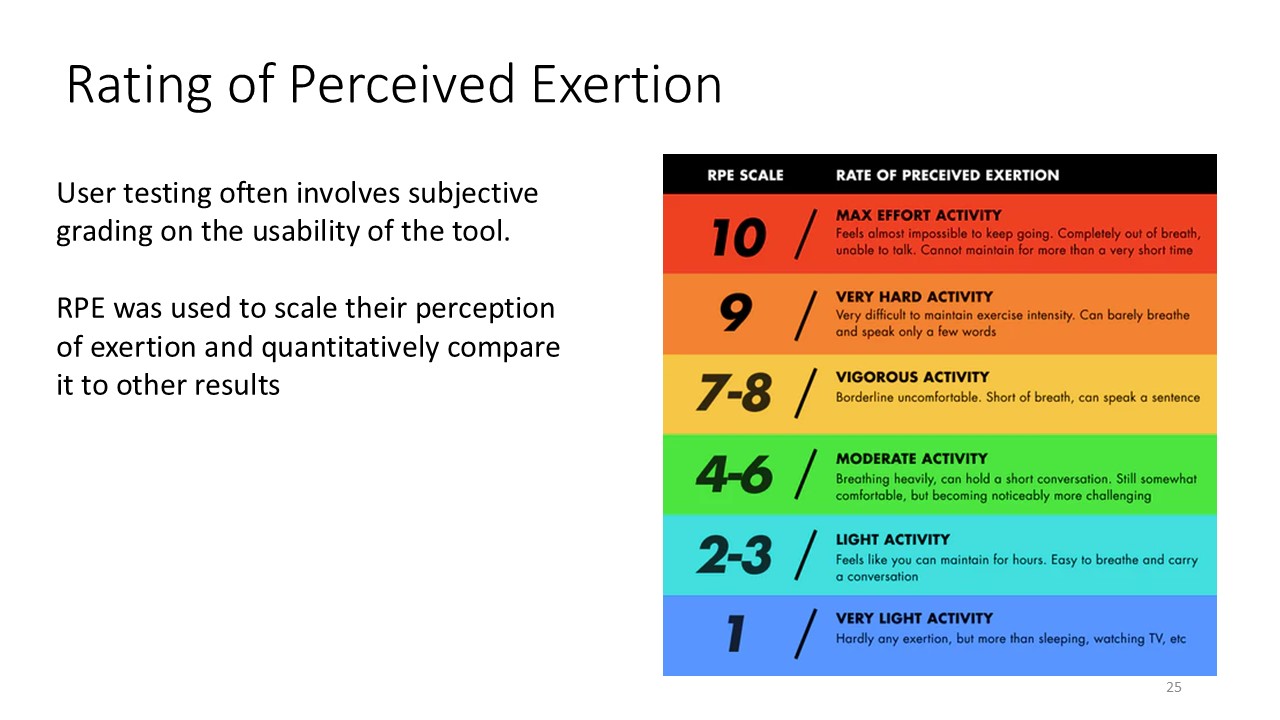 Rating of Perceived Exertion
User testing often involves subjective
grading on the usability of the tool.
RPE was used to scale their perception
of exertion and quantitatively compare
it to other results
RPE SCALE RATE OF PRECEIVED EXERTION
10 / MAX EFFORT ACTIVITY
Feels almost impossible to keep going. Completely out of breath,
unable to talk. Cannot maintain for more than a very short time
9 / VERY HARD ACTIVITY
Very difficult to maintain exercise intensity. Can barely breathe
and speak only a few words
7-8 / VIGOROUS ACTIVITY
Borderline uncomfortable. Short of breath, can speak a sentence
4-6 / MODERATE ACTIVITY
Breathing heavily, can hold a short conversation. Still somewhat
comfortable, but becoming noticeably more challenging
2-3 / LIGHT ACTIVITY
Feels like you can maintain for hours. Easy to breathe and carry
a conversation
1 / VERY LIGHT ACTIVITY
Hardly any exertion, but more than sleeping, watching TV, etc
25